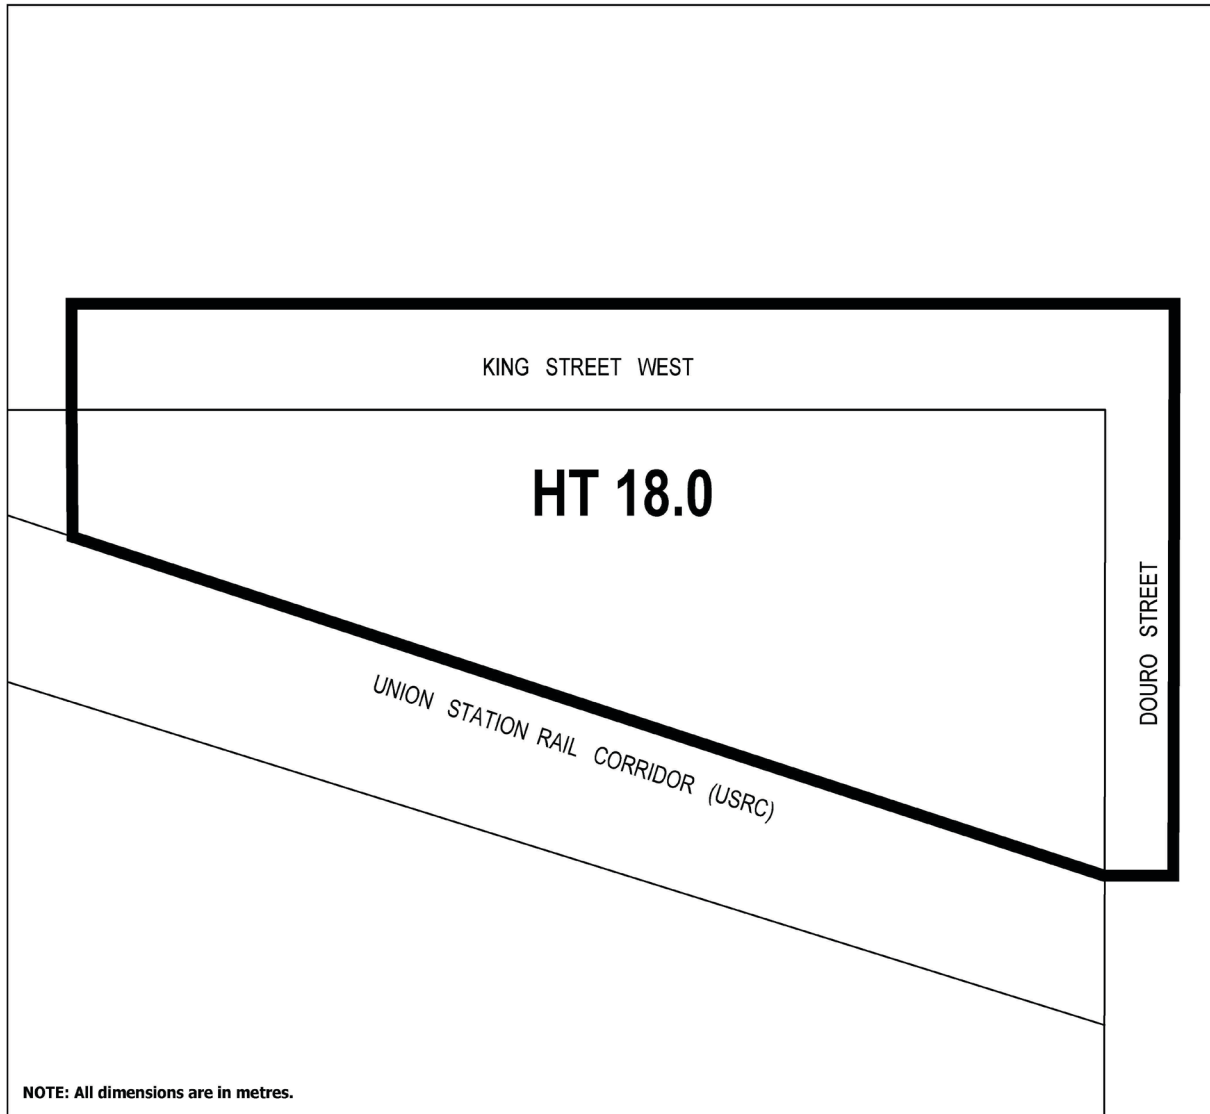 KING STREET WEST
HT 18.0
DOURO STREET
UNION STATION RAIL CORRIDOR (USRC)
NOTE: All dimensions are in metres.